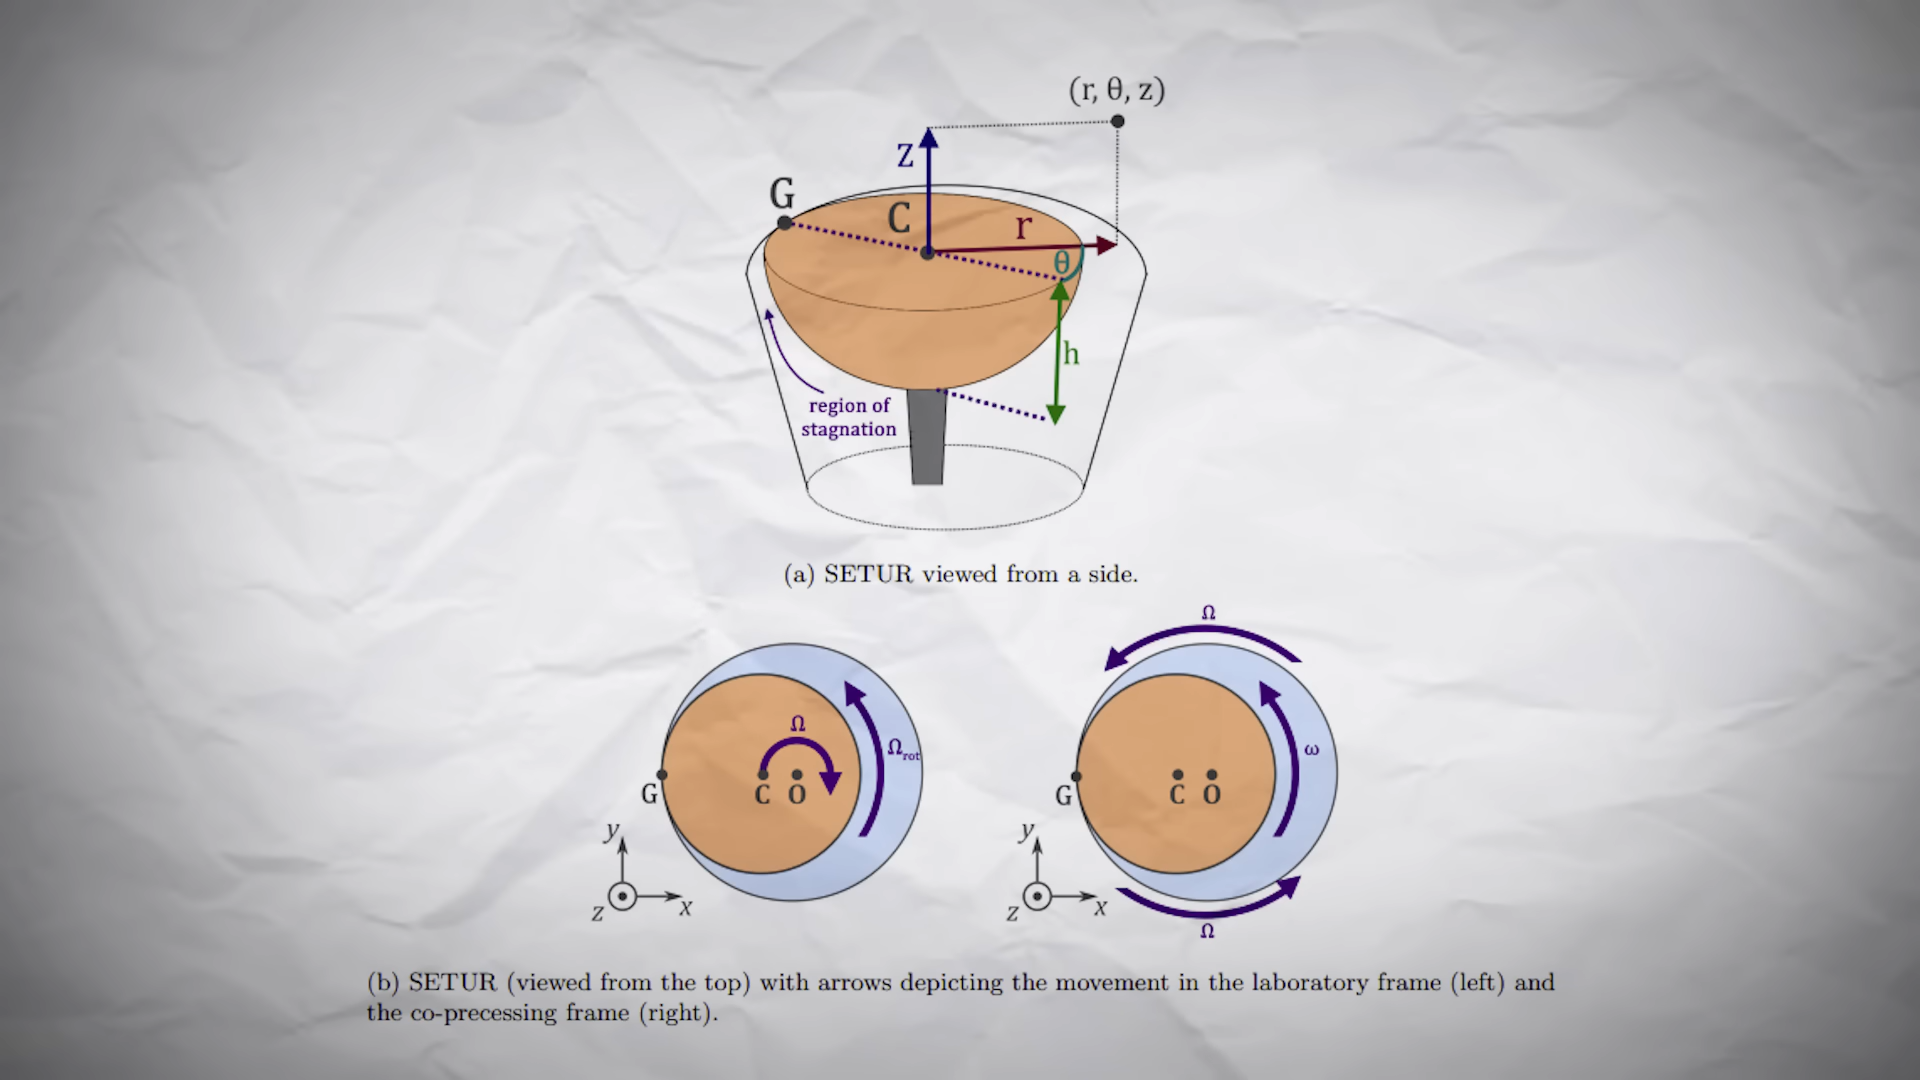 (r, θ, z)
z
G
C
r
θ
h
region of
stagnation
(a) SETUR viewed from a side.
Ω
Ω
Ω_rot
ω
G
C O
G
C O
y
z
x
y
z
x
Ω
(b) SETUR (viewed from the top) with arrows depicting the movement in the laboratory frame (left) and
the co-precessing frame (right).